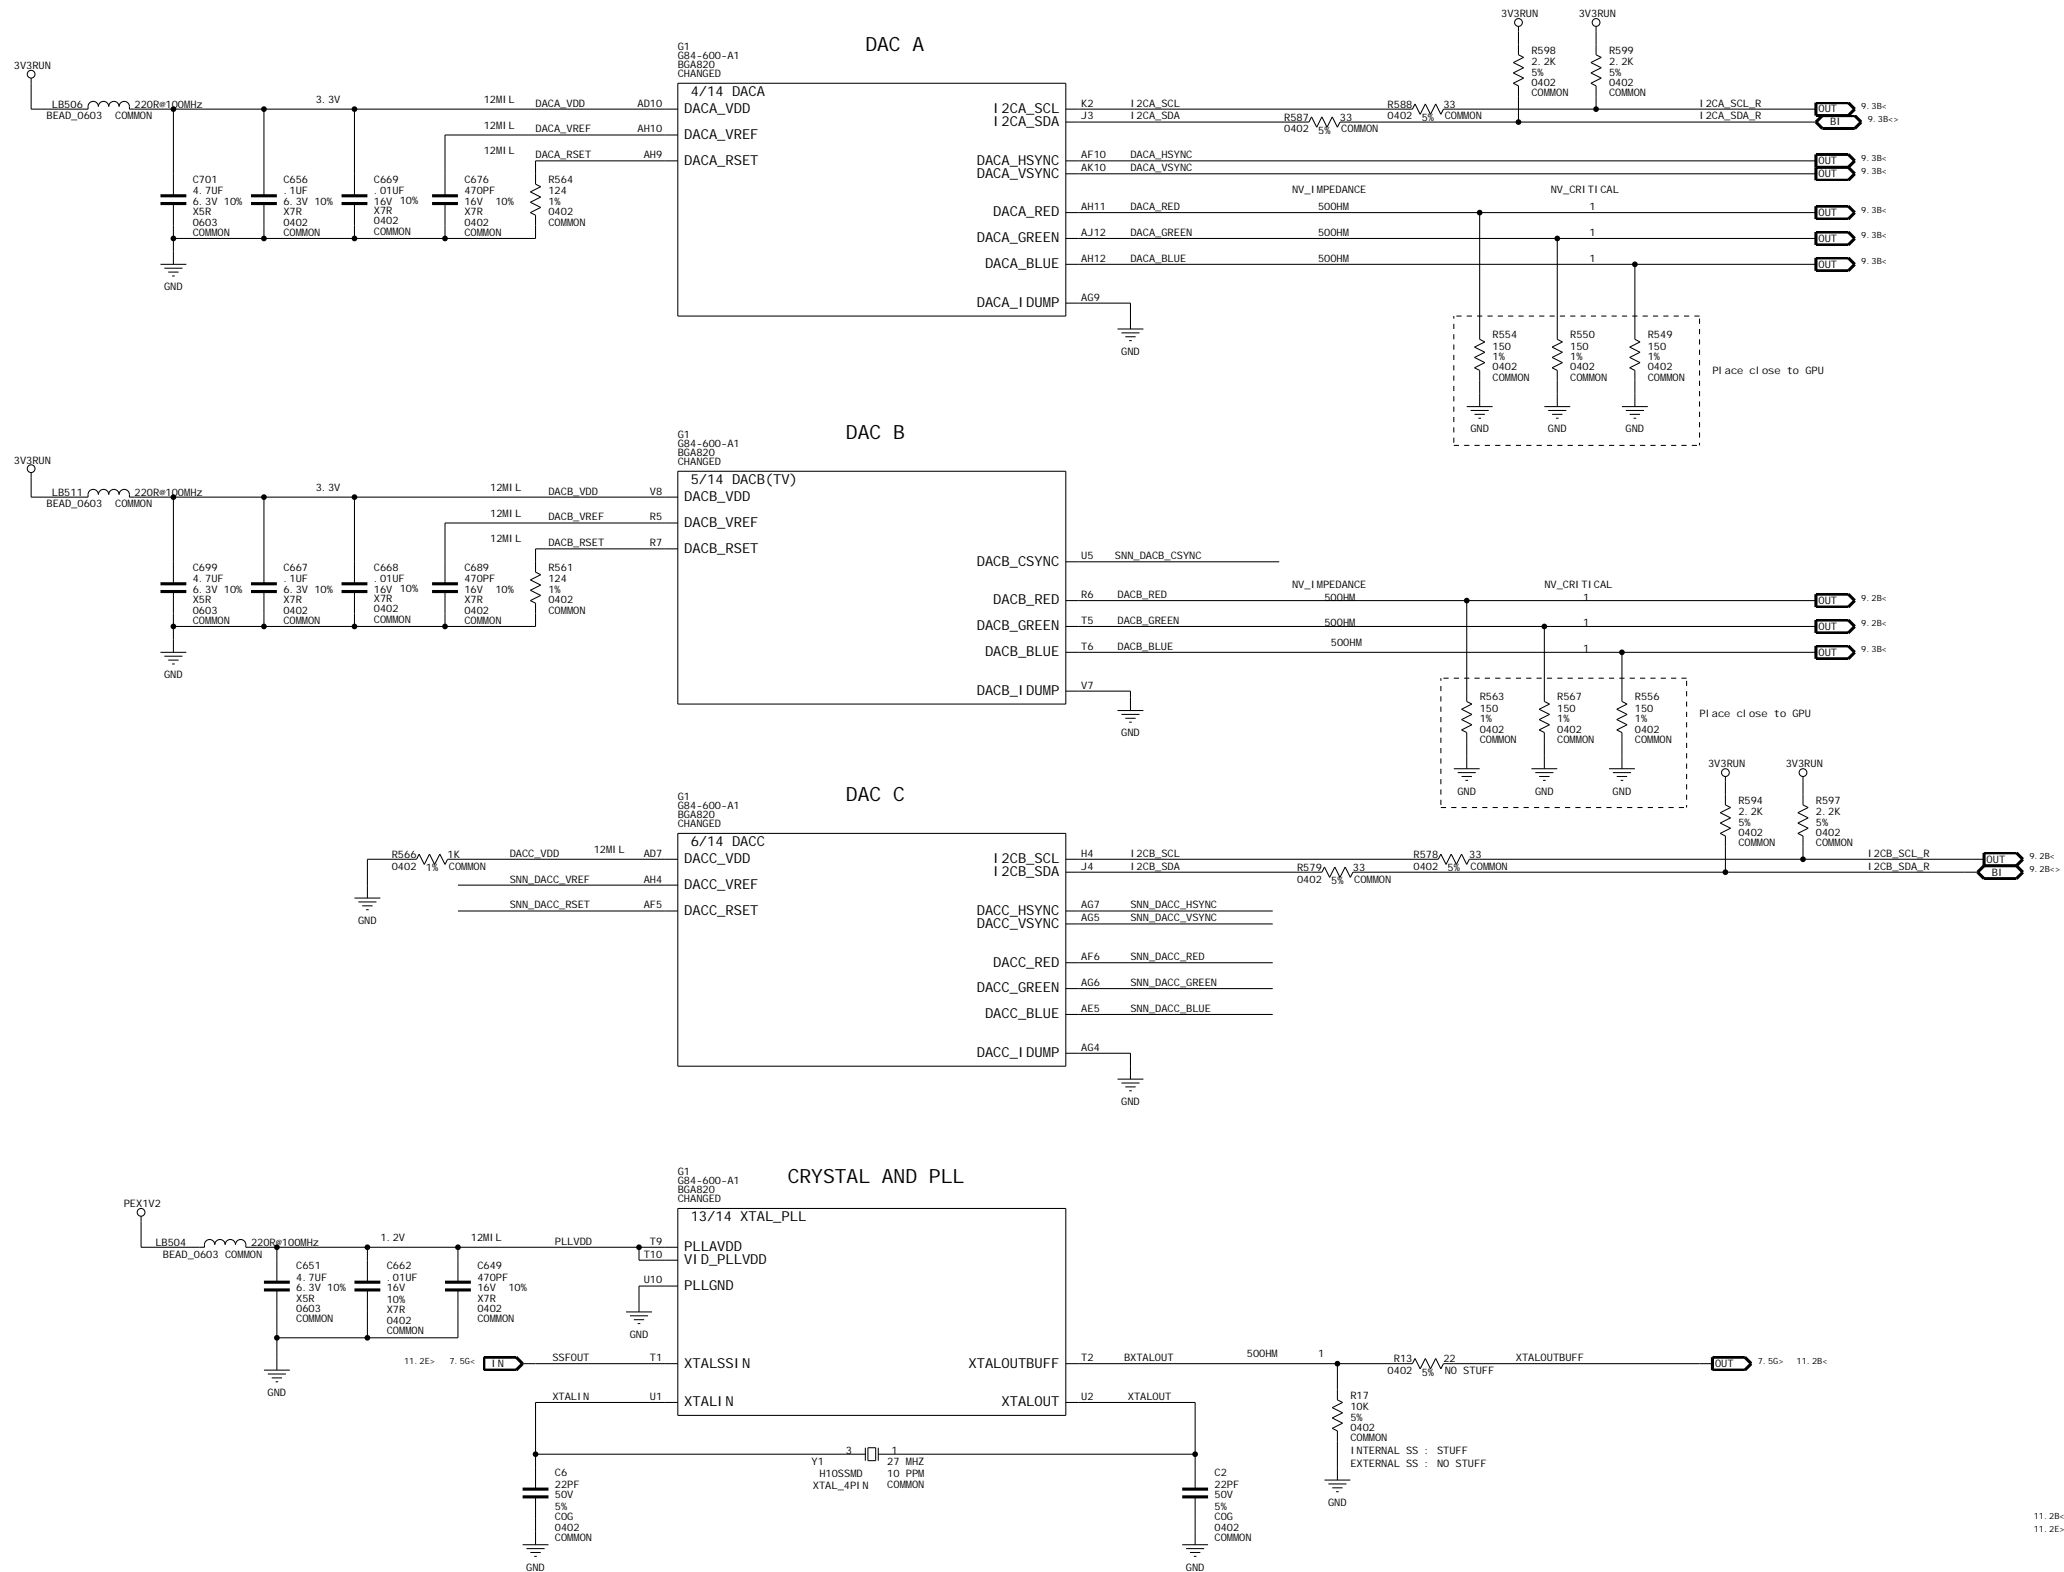 DAC A
G1
G84-600-A1
BGA820
CHANGED
4/14 DACA
3V3RUN
LB506 220R@100MHz
BEAD_0603 COMMON
3.3V 12MIL DACA_VDD AD10 DACA_VDD
12MIL DACA_VREF AH10 DACA_VREF
12MIL DACA_RSET AH9 DACA_RSET
C701
4.7UF
6.3V 10%
X5R
0603
COMMON
C656
.1UF
6.3V 10%
X7R
0402
COMMON
C669
.01UF
16V 10%
X7R
0402
COMMON
C676
470PF
16V 10%
X7R
0402
COMMON
R564
124
1%
0402
COMMON
GND
3V3RUN 3V3RUN
R598
2.2K
5%
0402
COMMON
R599
2.2K
5%
0402
COMMON
I2CA_SCL K2 I2CA_SCL R588 33 I2CA_SCL_R OUT 9.3B<
0402 5% COMMON
I2CA_SDA J3 I2CA_SDA R587 33 I2CA_SDA_R BI 9.3B<>
0402 5% COMMON
DACA_HSYNC AF10 DACA_HSYNC OUT 9.3B<
DACA_VSYNC AK10 DACA_VSYNC OUT 9.3B<
NV_IMPEDANCE NV_CRITICAL
DACA_RED AH11 DACA_RED 50OHM 1 OUT 9.3B<
DACA_GREEN AJ12 DACA_GREEN 50OHM 1 OUT 9.3B<
DACA_BLUE AH12 DACA_BLUE 50OHM 1 OUT 9.3B<
DACA_IDUMP AG9
GND
R554
150
1%
0402
COMMON
R550
150
1%
0402
COMMON
R549
150
1%
0402
COMMON
Place close to GPU
GND GND GND
DAC B
G1
G84-600-A1
BGA820
CHANGED
5/14 DACB(TV)
3V3RUN
LB511 220R@100MHz
BEAD_0603 COMMON
3.3V 12MIL DACB_VDD V8 DACB_VDD
12MIL DACB_VREF R5 DACB_VREF
12MIL DACB_RSET R7 DACB_RSET
C699
4.7UF
6.3V 10%
X5R
0603
COMMON
C667
.1UF
6.3V 10%
X7R
0402
COMMON
C668
.01UF
16V 10%
X7R
0402
COMMON
C689
470PF
16V 10%
X7R
0402
COMMON
R561
124
1%
0402
COMMON
GND
DACB_CSYNC U5 SNN_DACB_CSYNC
NV_IMPEDANCE NV_CRITICAL
DACB_RED R6 DACB_RED 50OHM 1 OUT 9.2B<
DACB_GREEN T5 DACB_GREEN 50OHM 1 OUT 9.2B<
DACB_BLUE T6 DACB_BLUE 50OHM 1 OUT 9.3B<
DACB_IDUMP V7
GND
R563
150
1%
0402
COMMON
R567
150
1%
0402
COMMON
R556
150
1%
0402
COMMON
Place close to GPU
GND GND GND
DAC C
G1
G84-600-A1
BGA820
CHANGED
6/14 DACC
R566 1K DACC_VDD 12MIL AD7 DACC_VDD
0402 1% COMMON
SNN_DACC_VREF AH4 DACC_VREF
SNN_DACC_RSET AF5 DACC_RSET
GND
3V3RUN 3V3RUN
R594
2.2K
5%
0402
COMMON
R597
2.2K
5%
0402
COMMON
I2CB_SCL H4 I2CB_SCL R578 33 I2CB_SCL_R OUT 9.2B<
0402 5% COMMON
I2CB_SDA J4 I2CB_SDA R579 33 I2CB_SDA_R BI 9.2B<>
0402 5% COMMON
DACC_HSYNC AG7 SNN_DACC_HSYNC
DACC_VSYNC AG5 SNN_DACC_VSYNC
DACC_RED AF6 SNN_DACC_RED
DACC_GREEN AG6 SNN_DACC_GREEN
DACC_BLUE AE5 SNN_DACC_BLUE
DACC_IDUMP AG4
GND
CRYSTAL AND PLL
G1
G84-600-A1
BGA820
CHANGED
13/14 XTAL_PLL
PEX1V2
LB504 220R@100MHz
BEAD_0603 COMMON
1.2V 12MIL PLLVDD T9 PLLAVDD
T10 VID_PLLVDD
U10 PLLGND
GND
C651
4.7UF
6.3V 10%
X5R
0603
COMMON
C662
.01UF
16V
10%
X7R
0402
COMMON
C649
470PF
16V 10%
X7R
0402
COMMON
GND
11.2E> 7.5G< IN SSFOUT T1 XTALSSIN
XTALIN U1 XTALIN
XTALOUTBUFF T2 BXTALOUT 50OHM 1 R13 22 XTALOUTBUFF OUT 7.5G> 11.2B<
0402 5% NO STUFF
XTALOUT U2 XTALOUT
R17
10K
5%
0402
COMMON
INTERNAL SS : STUFF
EXTERNAL SS : NO STUFF
GND
3 1
Y1 27 MHZ
H10SSMD 10 PPM
XTAL_4PIN COMMON
C6
22PF
50V
5%
COG
0402
COMMON
GND
C2
22PF
50V
5%
COG
0402
COMMON
GND
11.2B<
11.2E>